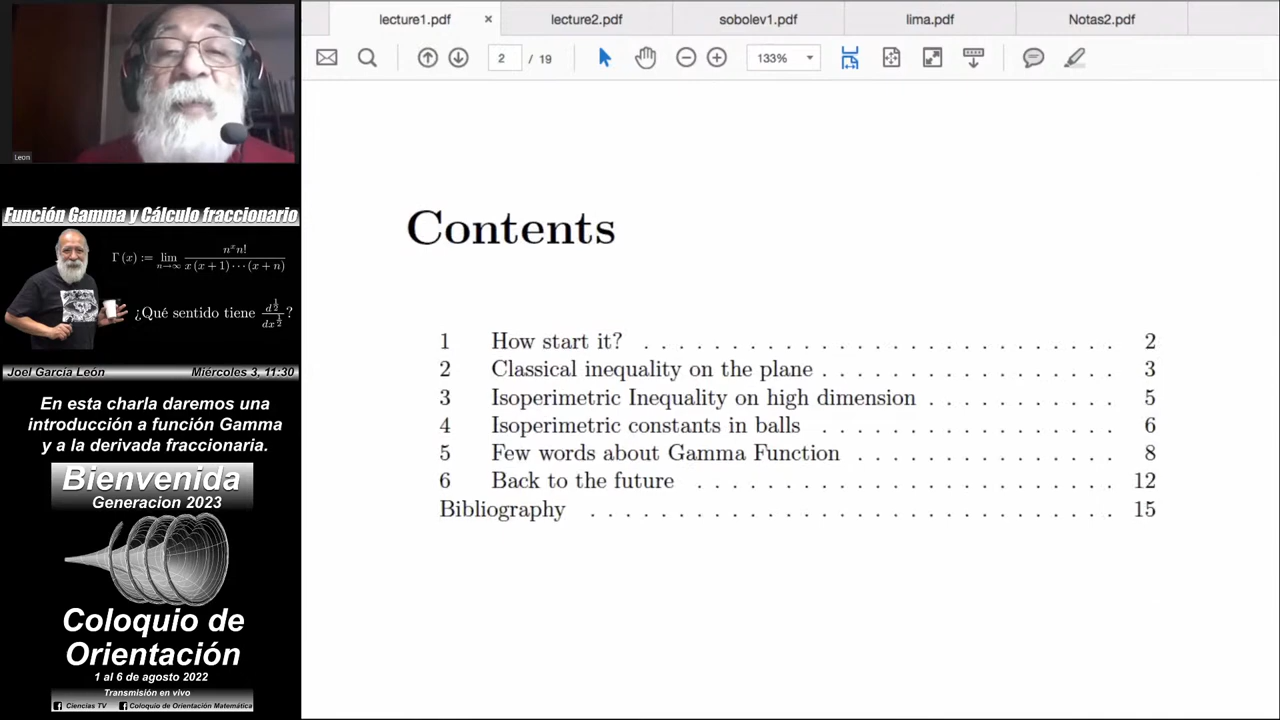 lecture1.pdf ×
lecture2.pdf
sobolev1.pdf
lima.pdf
Notas2.pdf
2 / 19
133%
Leon
Función Gamma y Cálculo fraccionario
Γ (x) := lim n→∞ n^x n! / x (x + 1) · · · (x + n)
¿Qué sentido tiene d^{1/2} / dx^{1/2} ?
Joel García León Miércoles 3, 11:30
En esta charla daremos una
introducción a función Gamma
y a la derivada fraccionaria.
Bienvenida
Generacion 2023
Coloquio de
Orientación
1 al 6 de agosto 2022
Transmisión en vivo
Ciencias TV Coloquio de Orientación Matemática
Contents
1 How start it? . . . . . . . . . . . . . . . . . . . . . . . . . . 2
2 Classical inequality on the plane . . . . . . . . . . . . . . . . 3
3 Isoperimetric Inequality on high dimension . . . . . . . . . . 5
4 Isoperimetric constants in balls . . . . . . . . . . . . . . . . 6
5 Few words about Gamma Function . . . . . . . . . . . . . . 8
6 Back to the future . . . . . . . . . . . . . . . . . . . . . . . 12
Bibliography . . . . . . . . . . . . . . . . . . . . . . . . . . . . 15